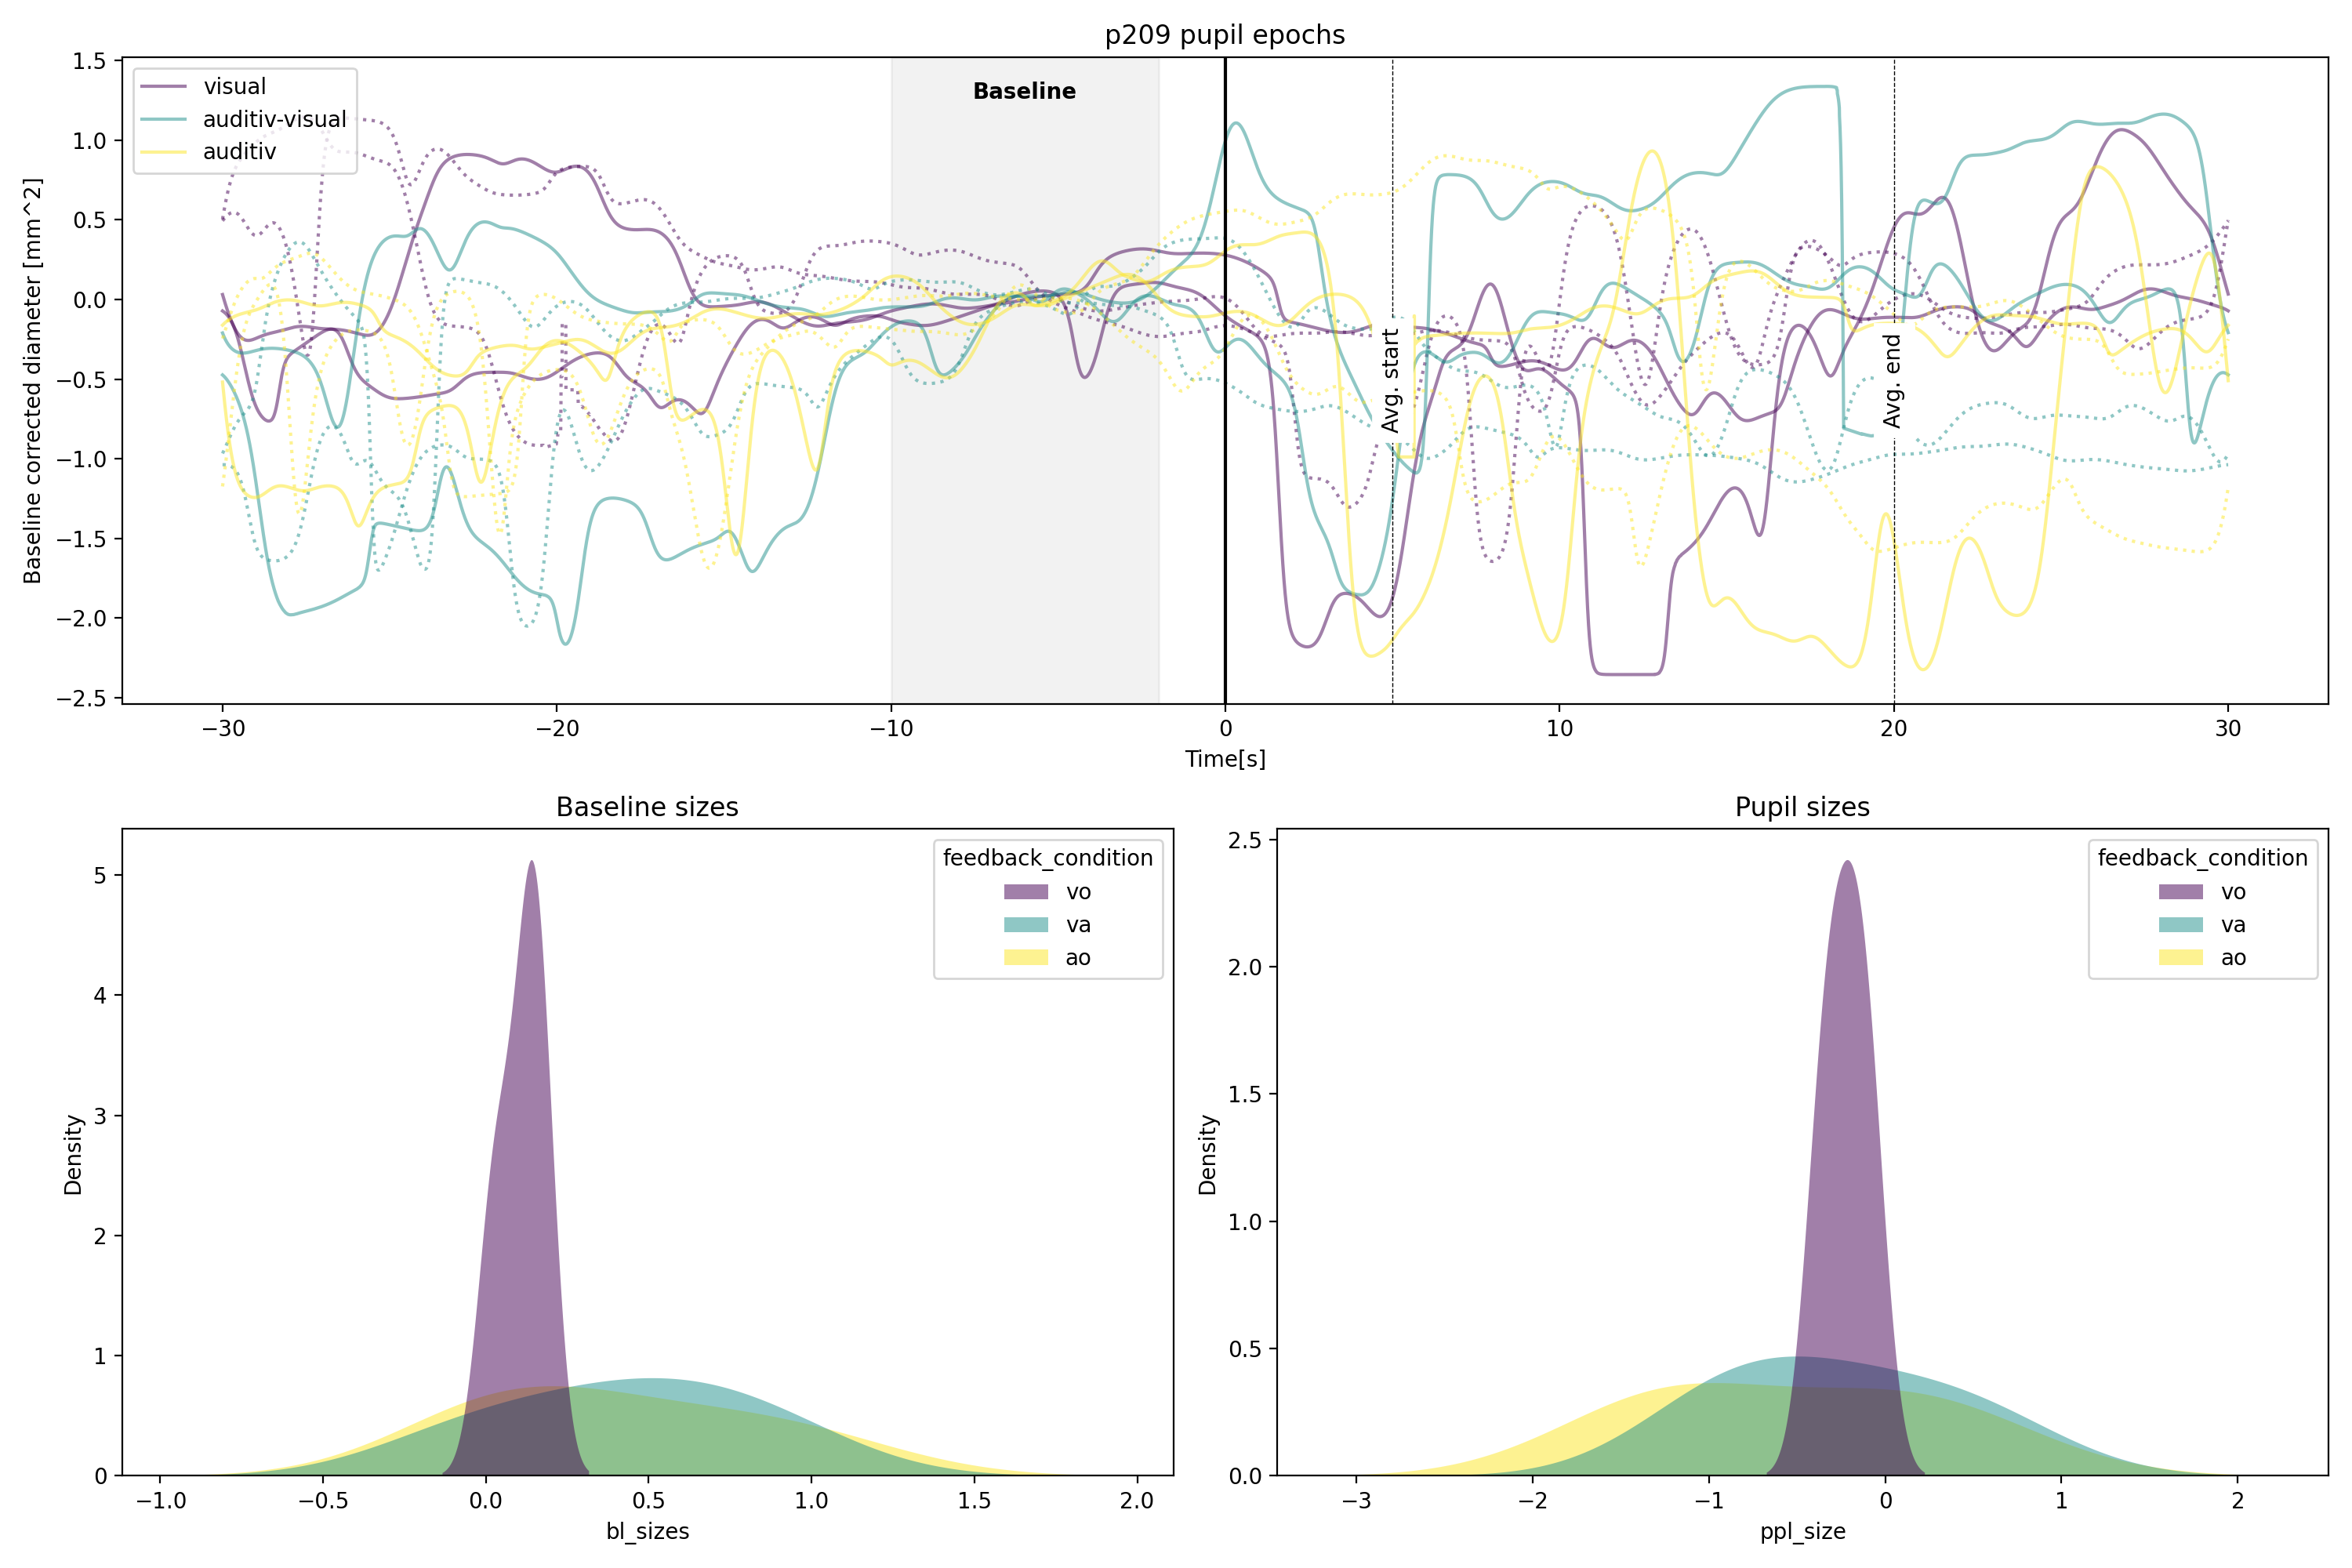 p209 pupil epochs
visual
auditiv-visual
auditiv
Baseline
Avg. start
Avg. end
Baseline corrected diameter [mm^2]
1.5
1.0
0.5
0.0
−0.5
−1.0
−1.5
−2.0
−2.5
−30 −20 −10 0 10 20 30
Time[s]
Baseline sizes
feedback_condition
vo
va
ao
Density
5
4
3
2
1
0
−1.0 −0.5 0.0 0.5 1.0 1.5 2.0
bl_sizes
Pupil sizes
feedback_condition
vo
va
ao
Density
2.5
2.0
1.5
1.0
0.5
0.0
−3 −2 −1 0 1 2
ppl_size